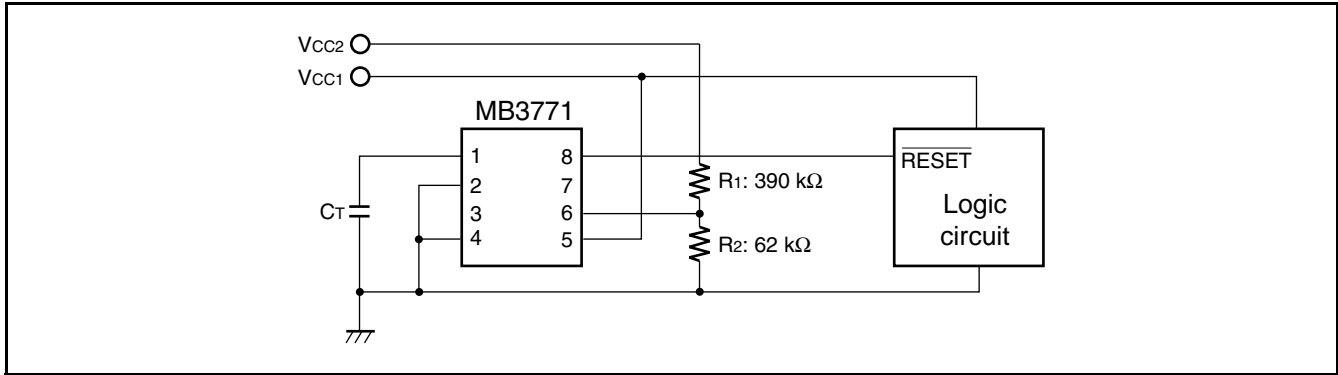 VCC2
VCC1
MB3771
1 8
2 7
3 6
4 5
CT
R1: 390 kΩ
R2: 62 kΩ
RESET
Logic
circuit